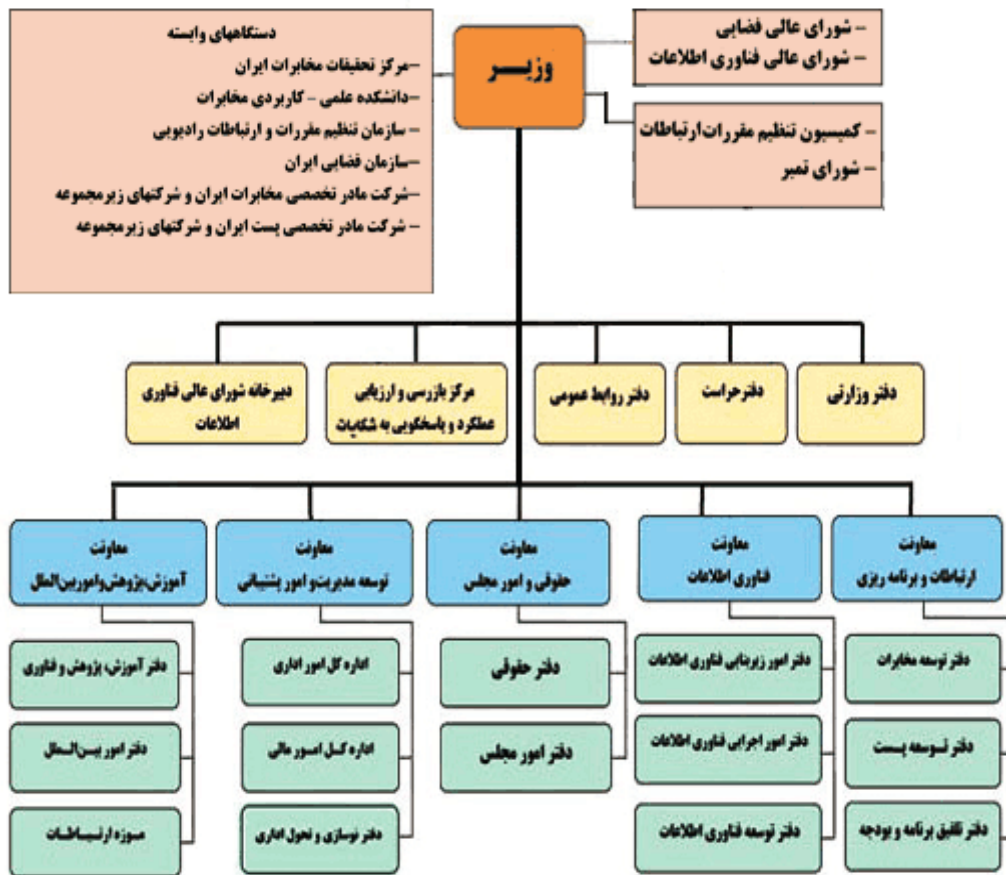 وزیـــر
– شورای عالی فضایی
– شورای عالی فناوری اطلاعات
– کمیسیون تنظیم مقررات ارتباطات
– شورای تمبر
دستگاههای وابسته
–مرکز تحقیقات مخابرات ایران
–دانشکده علمی – کاربردی مخابرات
– سازمان تنظیم مقررات و ارتباطات رادیویی
–سازمان فضایی ایران
–شرکت مادر تخصصی مخابرات ایران و شرکتهای زیرمجموعه
– شرکت مادر تخصصی پست ایران و شرکتهای زیرمجموعه
دفتر وزارتی
دفتر حراست
دفتر روابط عمومی
مرکز بازرسی و ارزیابی
عملکرد و پاسخگویی به شکایات
دبیرخانه شورای عالی فناوری
اطلاعات
معاونت
ارتباطات و برنامه ریزی
دفتر توسعه مخابرات
دفتر توسعه پست
دفتر تلفیق برنامه و بودجه
معاونت
فناوری اطلاعات
دفتر امور زیربنایی فناوری اطلاعات
دفتر امور اجرایی فناوری اطلاعات
دفتر توسعه فناوری اطلاعات
معاونت
حقوقی و امور مجلس
دفتر حقوقی
دفتر امور مجلس
معاونت
توسعه مدیریت و امور پشتیبانی
اداره کل امور اداری
اداره کل امور مالی
دفتر نوسازی و تحول اداری
معاونت
آموزش،پژوهش و امور بین‌الملل
دفتر آموزش، پژوهش و فناوری
دفتر امور بین‌الملل
موزه ارتباطات